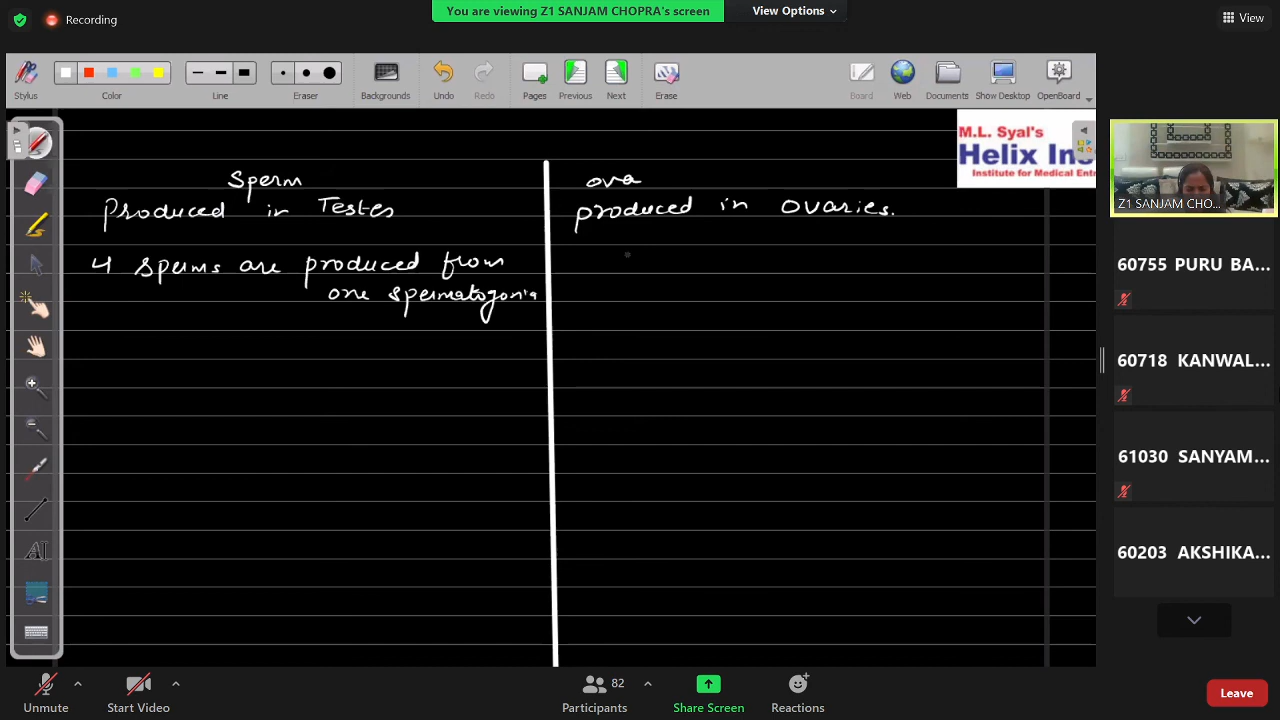 Recording
You are viewing Z1 SANJAM CHOPRA's screen
View Options
View
Stylus
Color
Line
Eraser
Backgrounds
Undo
Redo
Pages
Previous
Next
Erase
Board
Web
Documents
Show Desktop
OpenBoard
M.L. Syal's
Helix Ins
Institute for Medical Entr
Sperm
Produced in Testes
4 sperms are produced from
one spermatogonia
ova
produced in ovaries.
Z1 SANJAM CHO...
60755 PURU BA...
60718 KANWAL...
61030 SANYAM...
60203 AKSHIKA...
Unmute
Start Video
82
Participants
Share Screen
Reactions
Leave